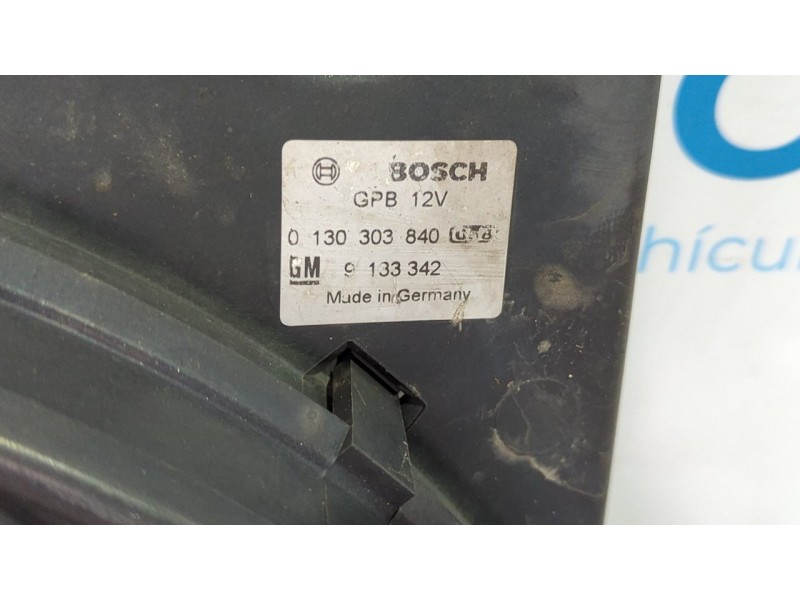 BOSCH
GPB 12V
0 130 303 840
GM 9 133 342
Made in Germany
hícu